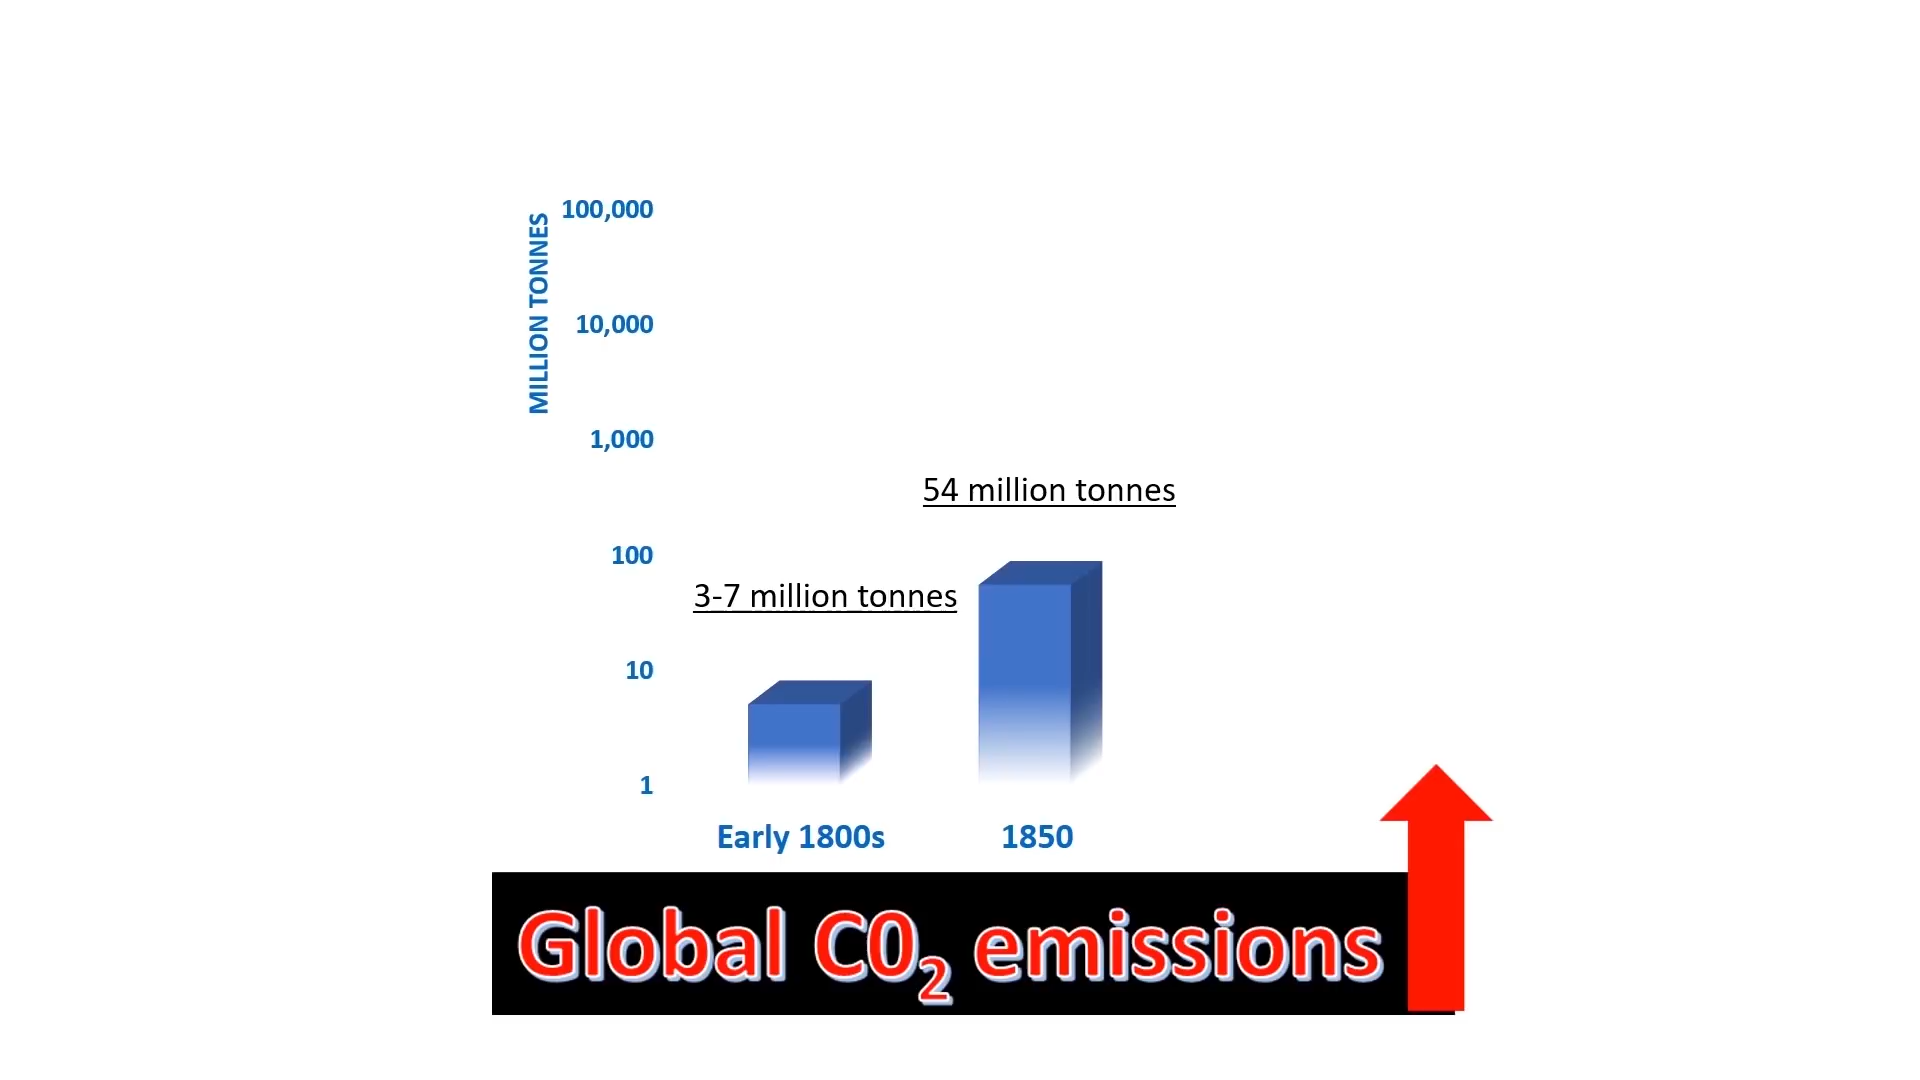 MILLION TONNES
100,000
10,000
1,000
100
10
1
54 million tonnes
3-7 million tonnes
Early 1800s
1850
Global C0₂ emissions